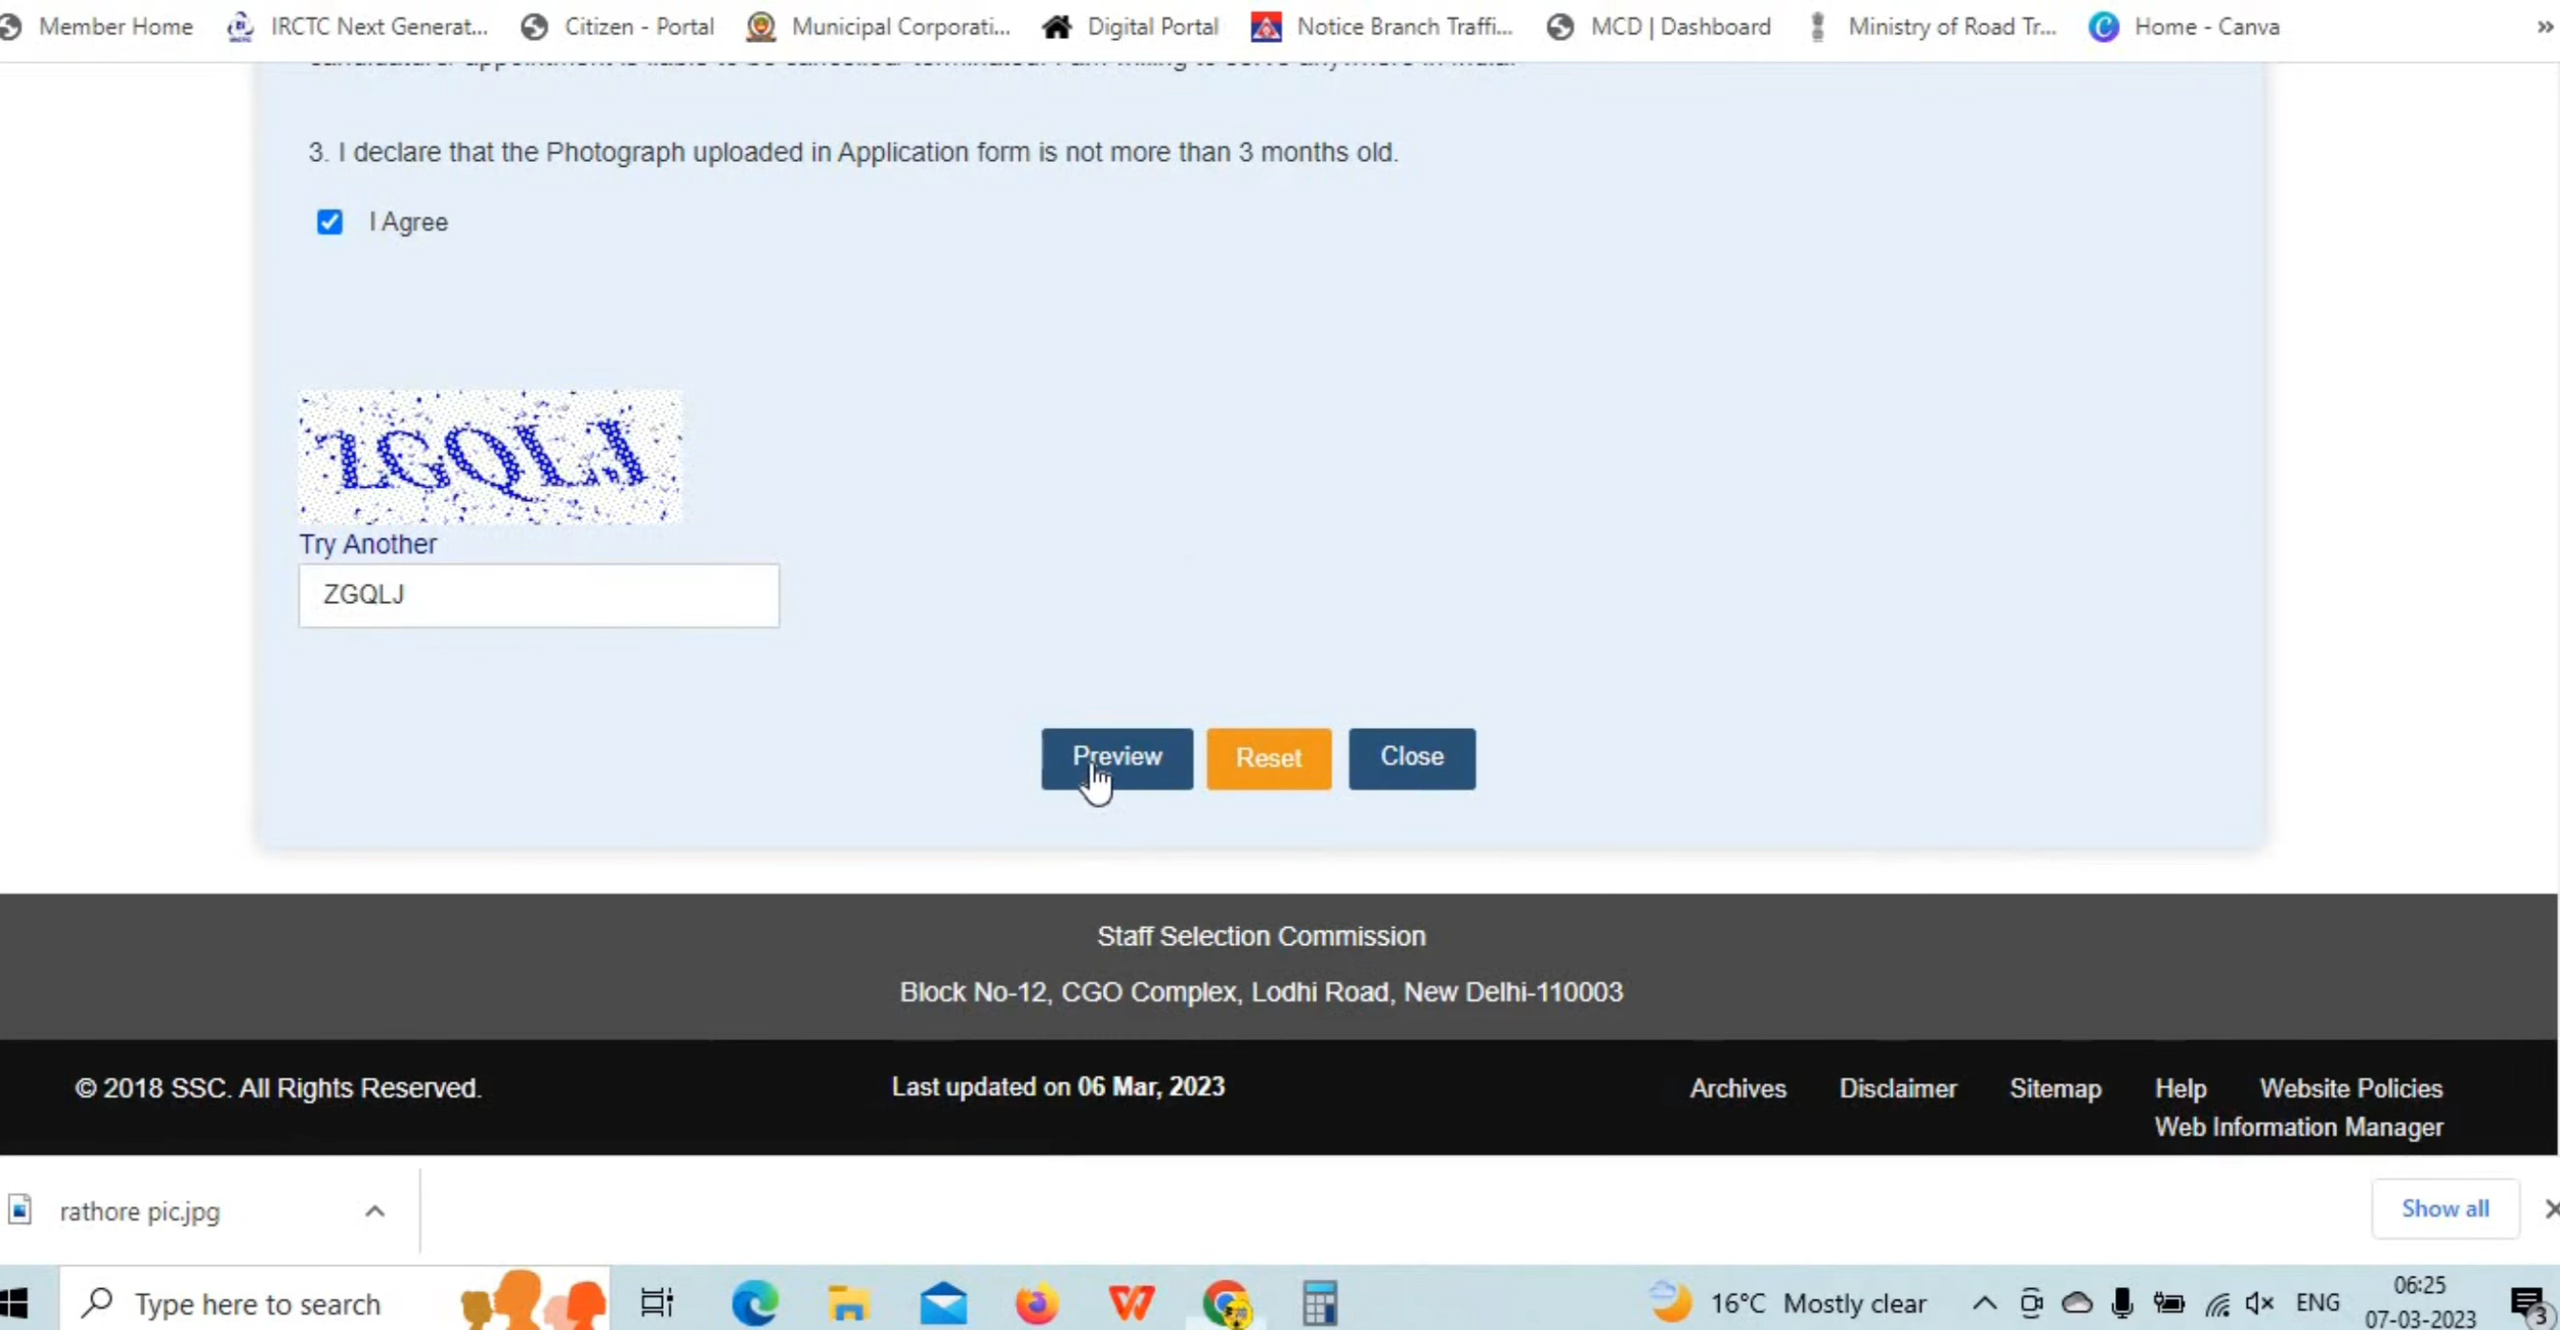 Member Home IRCTC Next Generat... Citizen - Portal Municipal Corporati... Digital Portal Notice Branch Traffi... MCD | Dashboard Ministry of Road Tr... Home - Canva »
3. I declare that the Photograph uploaded in Application form is not more than 3 months old.
I Agree
ZGQLJ
Try Another
ZGQLJ
Preview Reset Close
Staff Selection Commission
Block No-12, CGO Complex, Lodhi Road, New Delhi-110003
© 2018 SSC. All Rights Reserved. Last updated on 06 Mar, 2023 Archives Disclaimer Sitemap Help Website Policies
Web Information Manager
rathore pic.jpg Show all
Type here to search 16°C Mostly clear ENG 06:25
07-03-2023 3